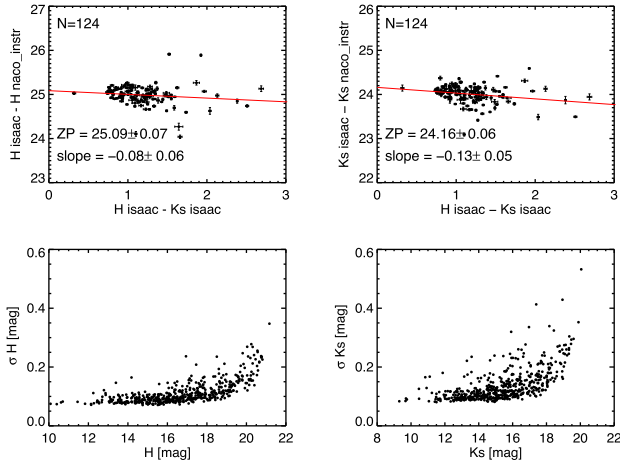 27
26
25
24
23
22
H isaac - H naco_instr
N=124
ZP = 25.09± 0.07
slope = −0.08± 0.06
0 1 2 3
H isaac - Ks isaac
26
25
24
23
22
Ks isaac − Ks naco_instr
N=124
ZP = 24.16± 0.06
slope = −0.13± 0.05
0 1 2 3
H isaac − Ks isaac
0.6
0.4
0.2
0.0
σ H [mag]
10 12 14 16 18 20 22
H [mag]
0.6
0.4
0.2
0.0
σ Ks [mag]
8 10 12 14 16 18 20 22
Ks [mag]